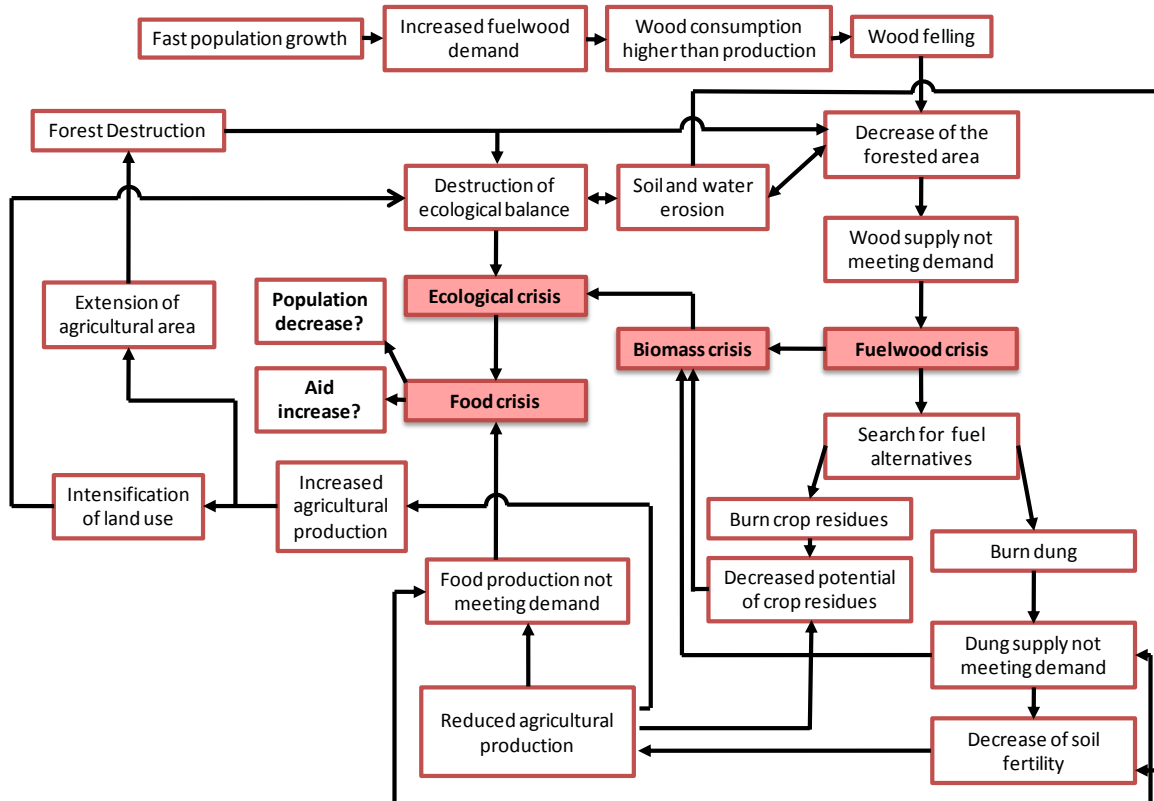 Fast population growth
Increased fuelwood
demand
Wood consumption
higher than production
Wood felling
Forest Destruction
Decrease of the
forested area
Destruction of
ecological balance
Soil and water
erosion
Wood supply not
meeting demand
Extension of
agricultural area
Population
decrease?
Ecological crisis
Biomass crisis
Fuelwood crisis
Aid
increase?
Food crisis
Search for fuel
alternatives
Intensification
of land use
Increased
agricultural
production
Burn crop residues
Burn dung
Food production not
meeting demand
Decreased potential
of crop residues
Dung supply not
meeting demand
Reduced agricultural
production
Decrease of soil
fertility